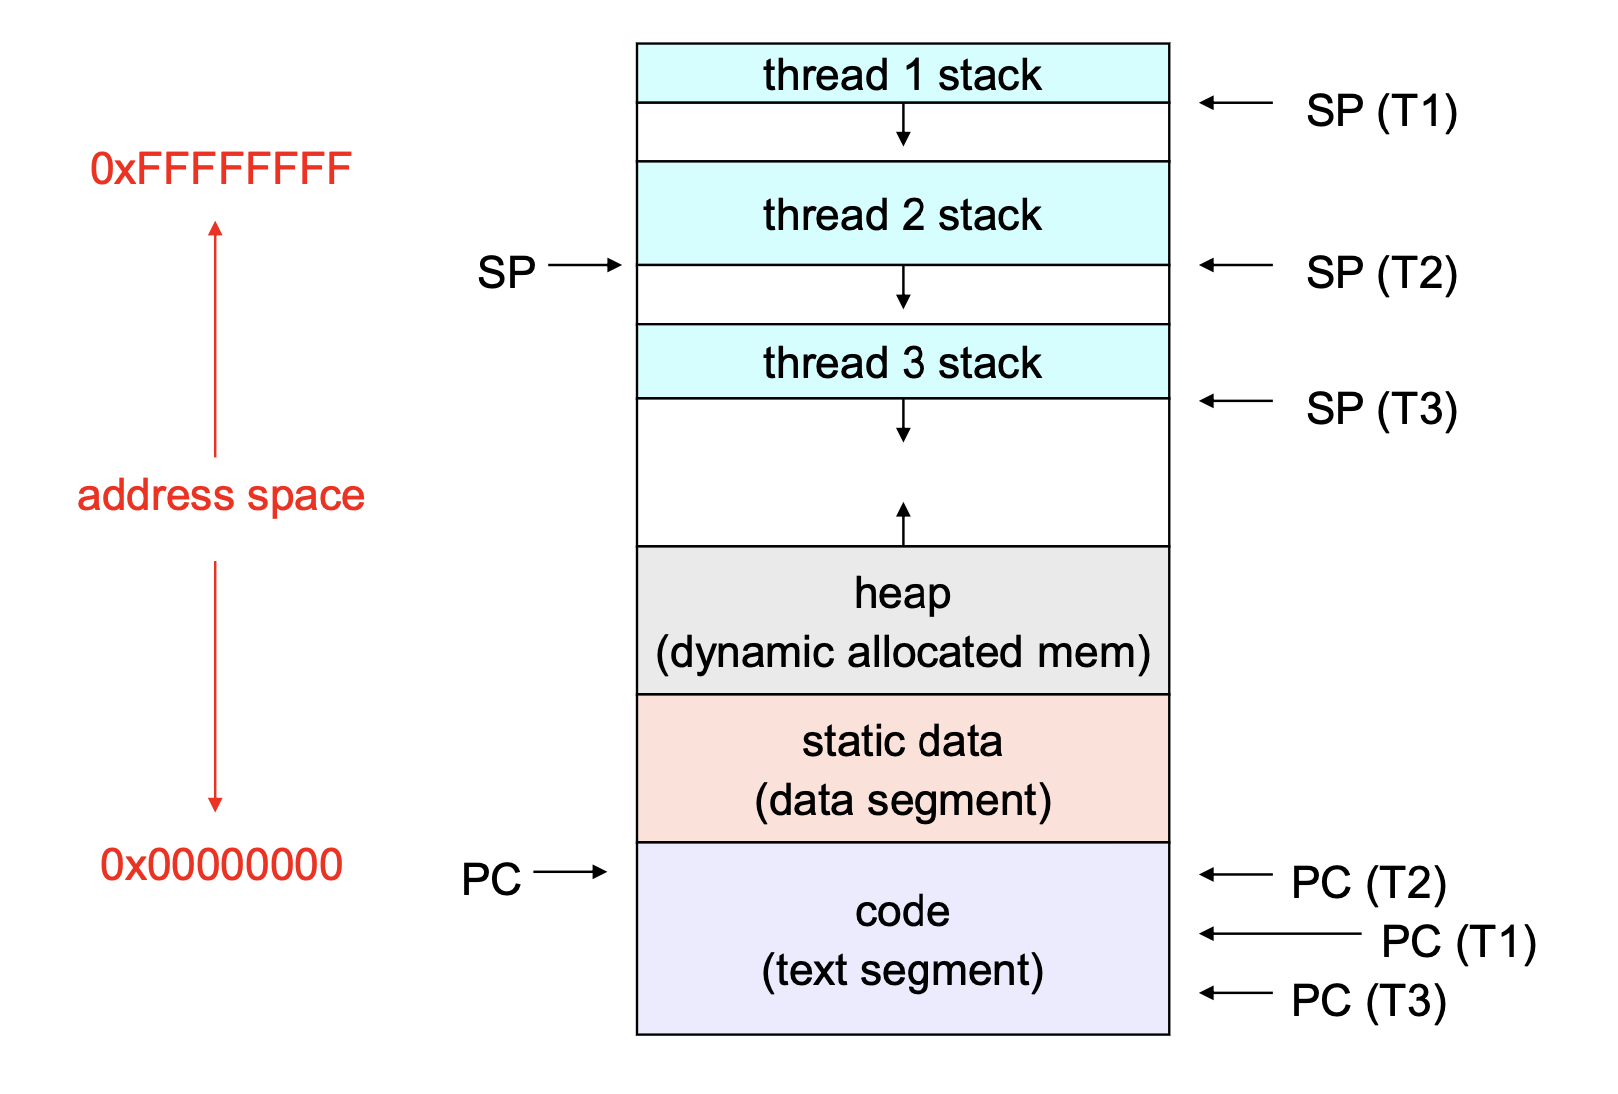 thread 1 stack
SP (T1)
0xFFFFFFFF
thread 2 stack
SP
SP (T2)
thread 3 stack
SP (T3)
address space
heap
(dynamic allocated mem)
static data
(data segment)
0x00000000
PC
PC (T2)
code
PC (T1)
(text segment)
PC (T3)